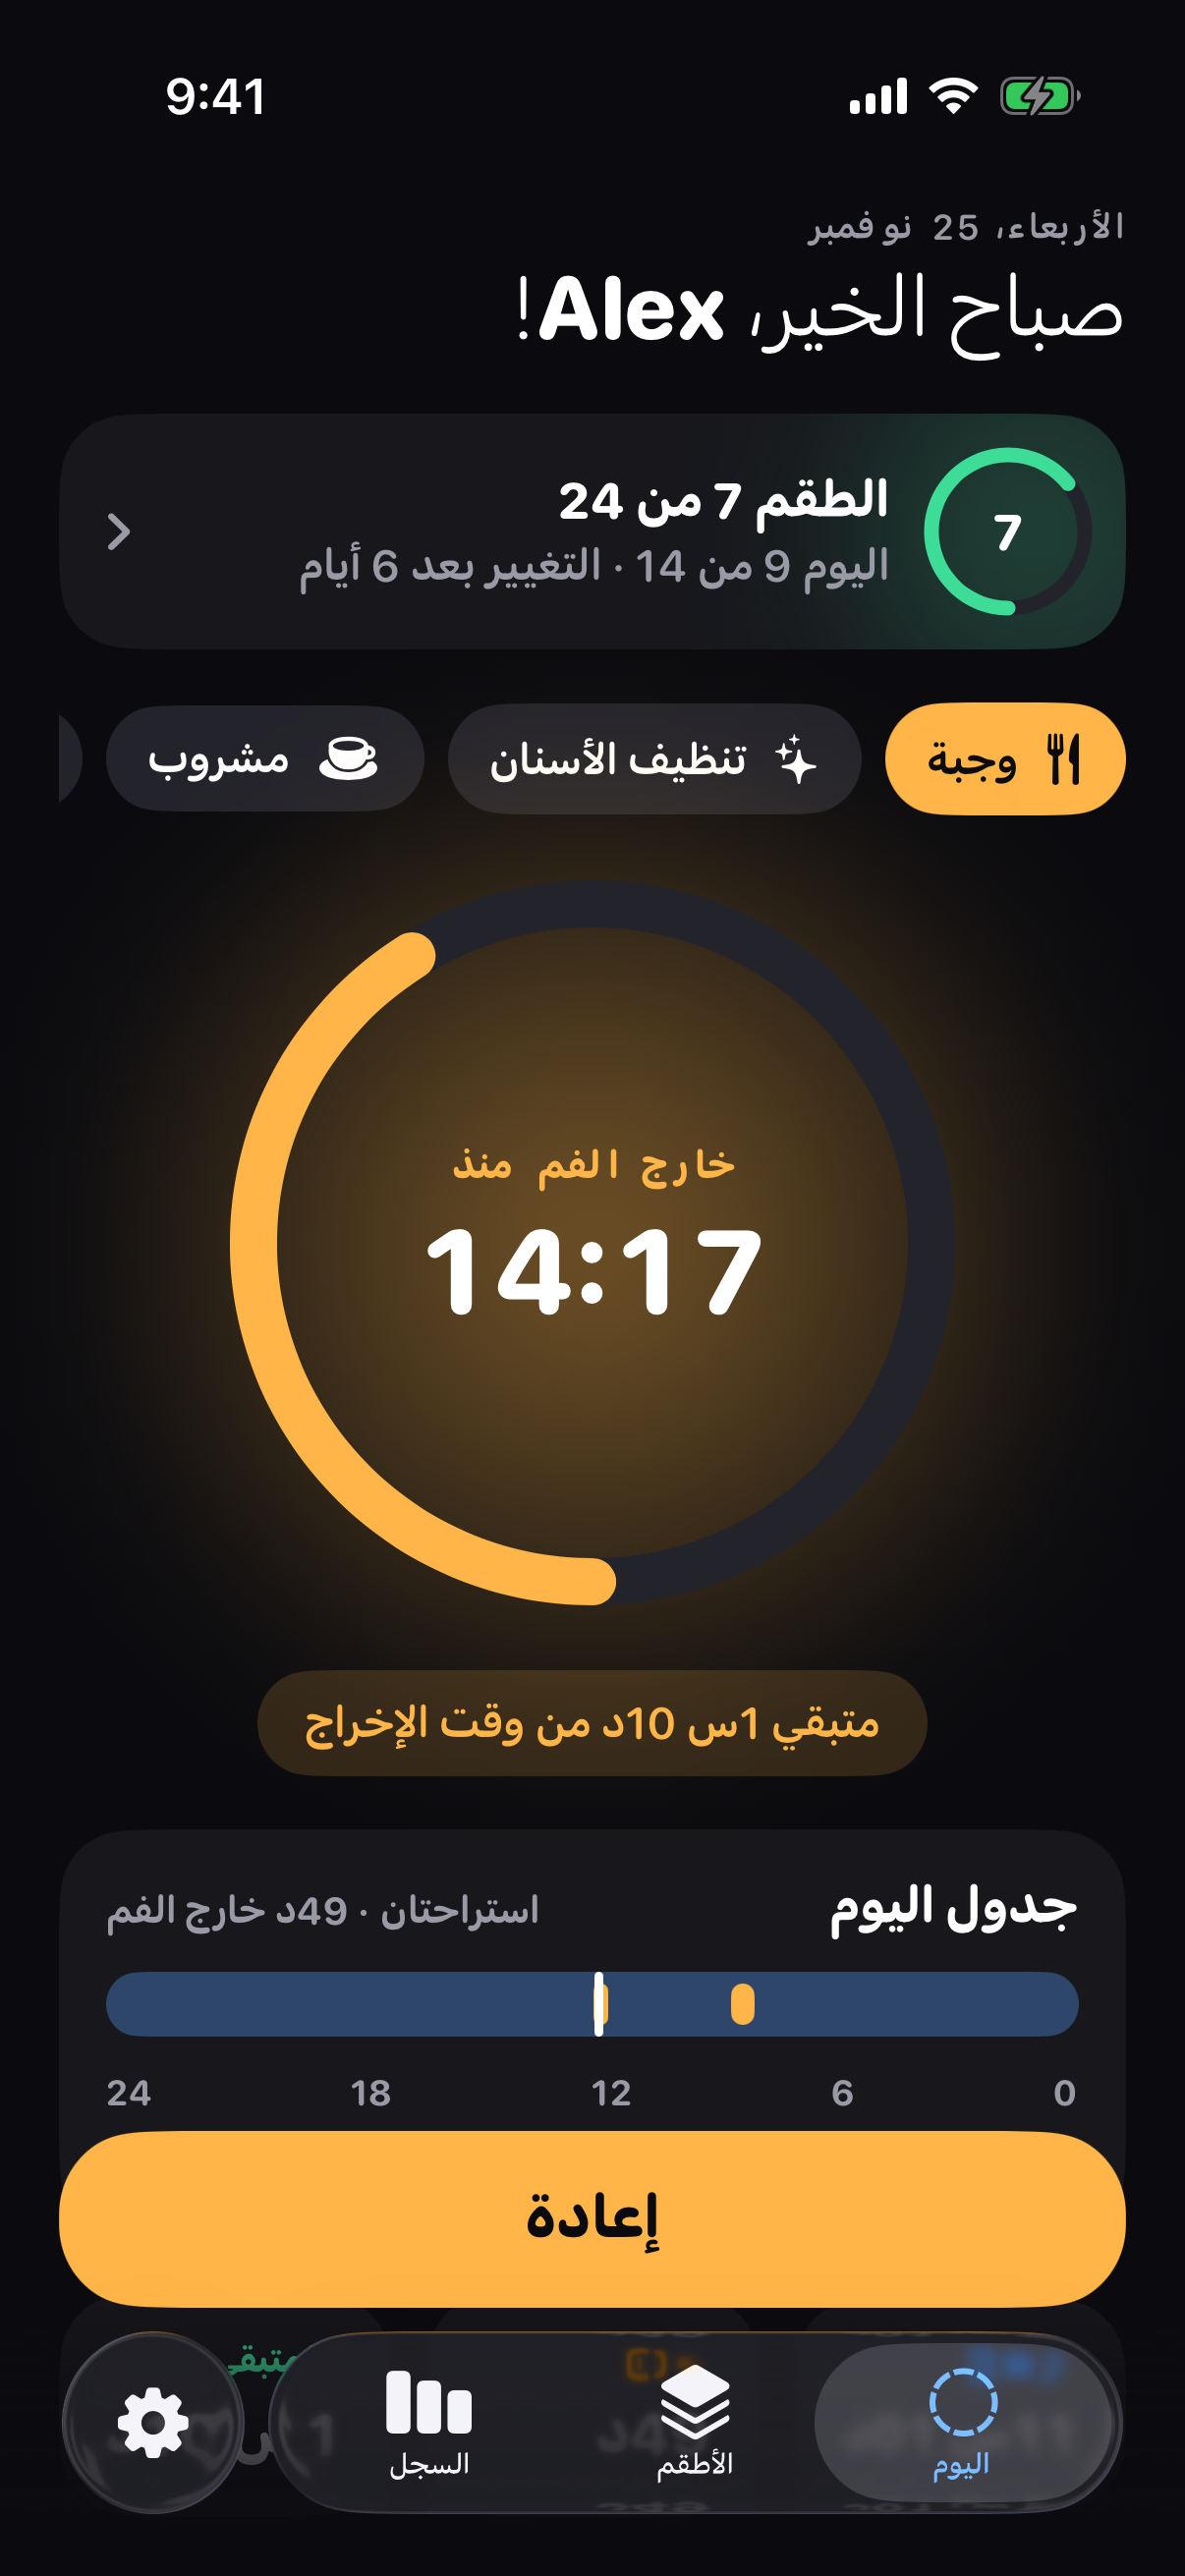 9:41
الأربعاء، 25 نوفمبر
صباح الخير، Alex!
7
الطقم 7 من 24
اليوم 9 من 14 · التغيير بعد 6 أيام
وجبة
تنظيف الأسنان
مشروب
خارج الفم منذ
14:17
متبقي 1س 10د من وقت الإخراج
جدول اليوم
استراحتان · 49د خارج الفم
0 6 12 18 24
إعادة
اليوم
الأطقم
السجل